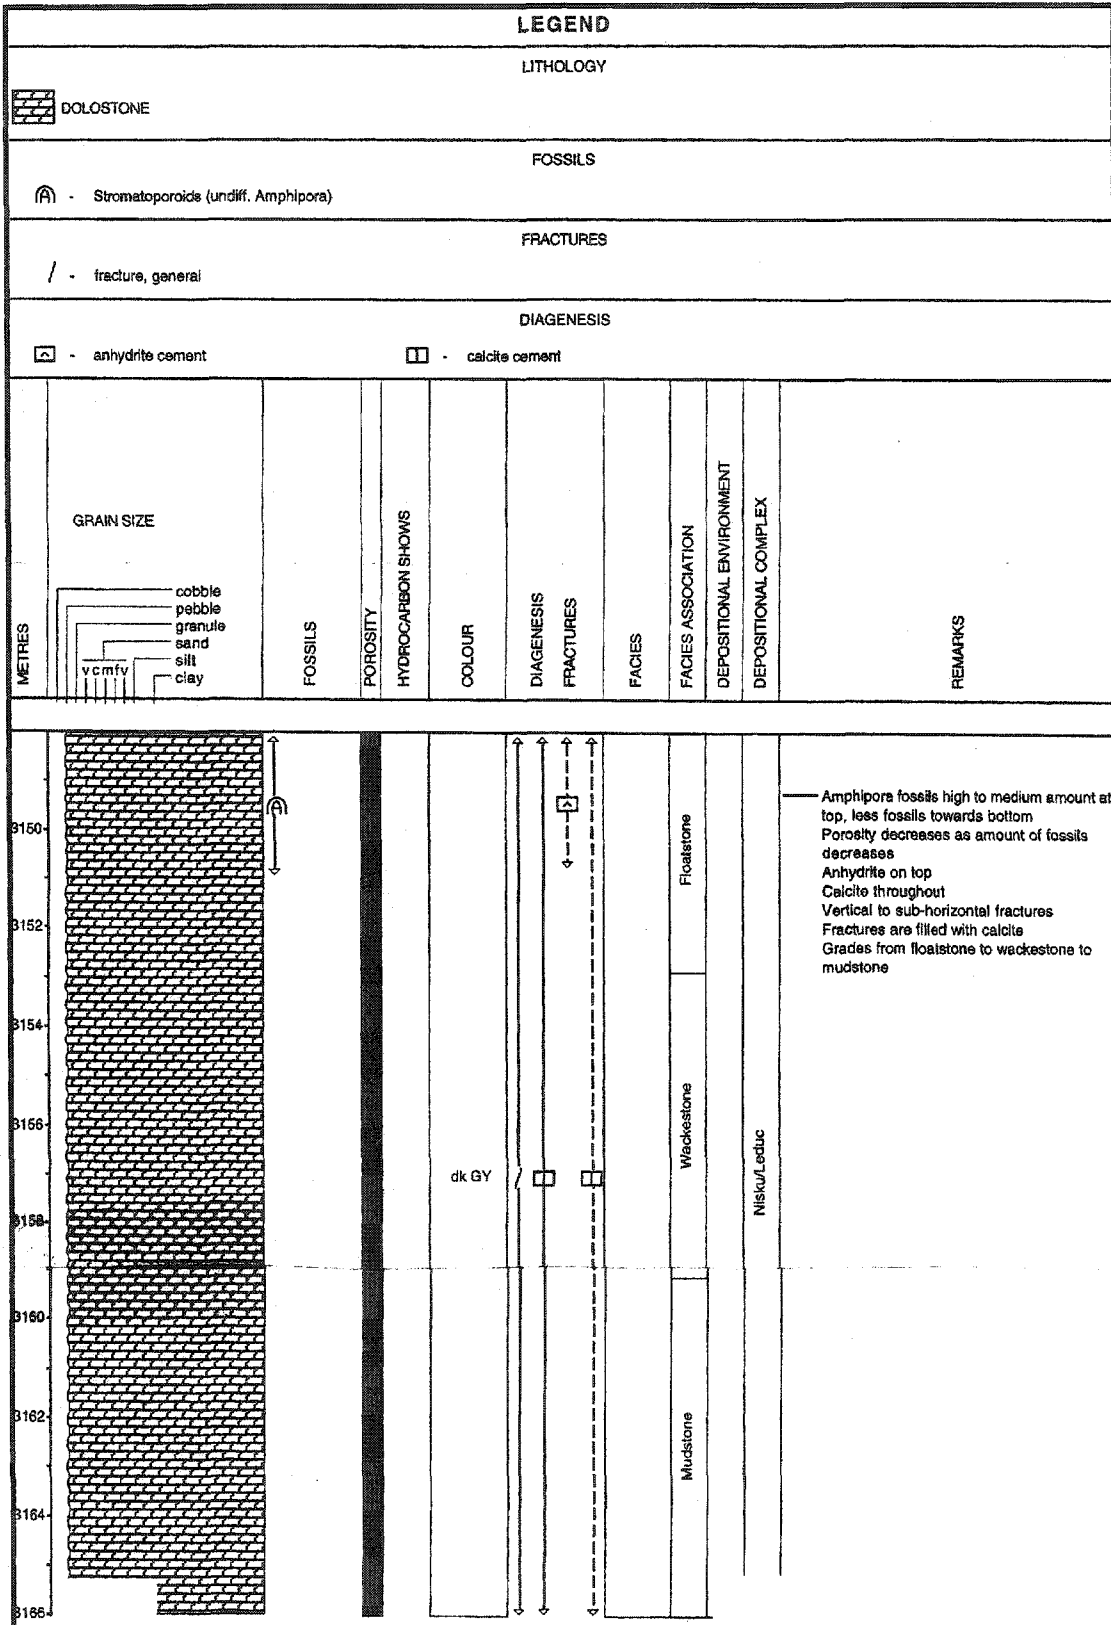 LEGEND
LITHOLOGY
DOLOSTONE
FOSSILS
A - Stromatoporoids (undiff. Amphipora)
FRACTURES
/ - fracture, general
DIAGENESIS
- anhydrite cement
- calcite cement
METRES
GRAIN SIZE
cobble
pebble
granule
sand
silt
clay
v c m f v
FOSSILS
POROSITY
HYDROCARBON SHOWS
COLOUR
DIAGENESIS
FRACTURES
FACIES
FACIES ASSOCIATION
DEPOSITIONAL ENVIRONMENT
DEPOSITIONAL COMPLEX
REMARKS
3150
3152
3154
3156
3158
3160
3162
3164
3166
A
dk GY
Floatstone
Wackestone
Mudstone
Nisku/Leduc
Amphipora fossils high to medium amount at
top, less fossils towards bottom
Porosity decreases as amount of fossils
decreases
Anhydrite on top
Calcite throughout
Vertical to sub-horizontal fractures
Fractures are filled with calcite
Grades from floatstone to wackestone to
mudstone